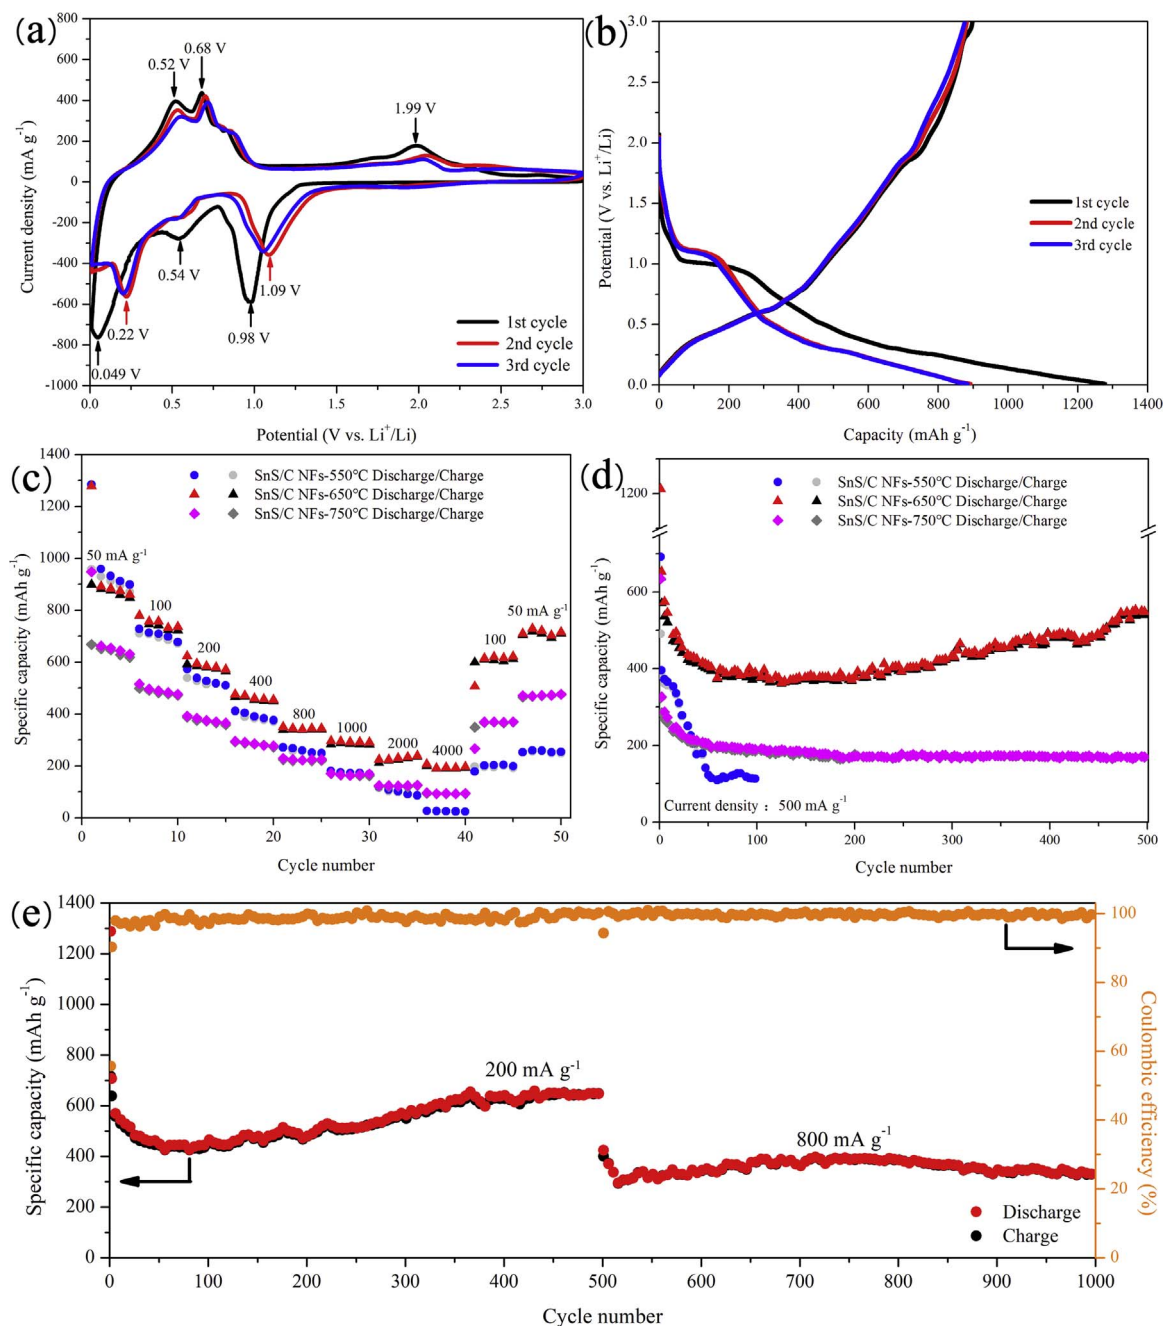 (a)
800
600
400
200
0
-200
-400
-600
-800
-1000
Current density (mA g⁻¹)
0.52 V
0.68 V
1.99 V
0.54 V
1.09 V
0.22 V
0.98 V
0.049 V
1st cycle
2nd cycle
3rd cycle
0.0 0.5 1.0 1.5 2.0 2.5 3.0
Potential (V vs. Li⁺/Li)
(b)
3.0
2.5
2.0
1.5
1.0
0.5
0.0
Potential (V vs. Li⁺/Li)
1st cycle
2nd cycle
3rd cycle
0 200 400 600 800 1000 1200 1400
Capacity (mAh g⁻¹)
(c)
1400
1200
1000
800
600
400
200
0
Specific capacity (mAh g⁻¹)
SnS/C NFs-550℃ Discharge/Charge
SnS/C NFs-650℃ Discharge/Charge
SnS/C NFs-750℃ Discharge/Charge
50 mA g⁻¹
100
200
400
800
1000
2000
4000
100
50 mA g⁻¹
0 10 20 30 40 50
Cycle number
(d)
1200
600
400
200
0
Specific capacity (mAh g⁻¹)
SnS/C NFs-550℃ Discharge/Charge
SnS/C NFs-650℃ Discharge/Charge
SnS/C NFs-750℃ Discharge/Charge
Current density : 500 mA g⁻¹
0 100 200 300 400 500
Cycle number
(e)
1400
1200
1000
800
600
400
200
0
Specific capacity (mAh g⁻¹)
200 mA g⁻¹
800 mA g⁻¹
Discharge
Charge
100
80
60
40
20
0
Coulombic efficiency (%)
0 100 200 300 400 500 600 700 800 900 1000
Cycle number